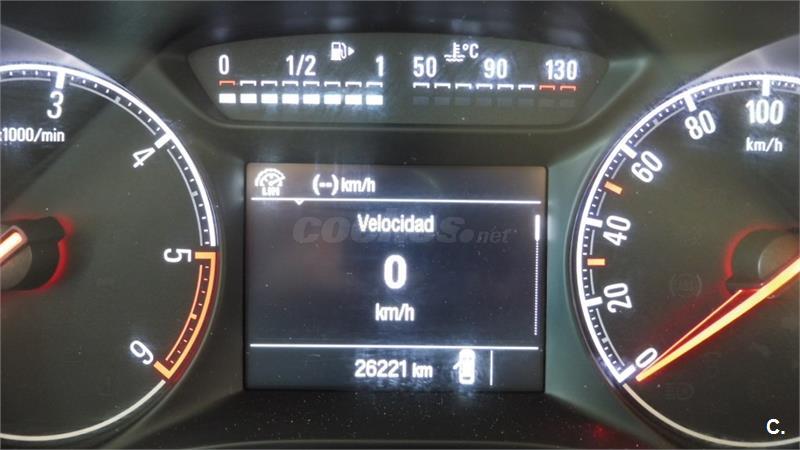 0 1/2 1
50 °C 90 130
3
x1000/min
4
5
6
(--) km/h
Velocidad
coches.net
0
km/h
26221 km
0
20
40
60
80
100
km/h
C.